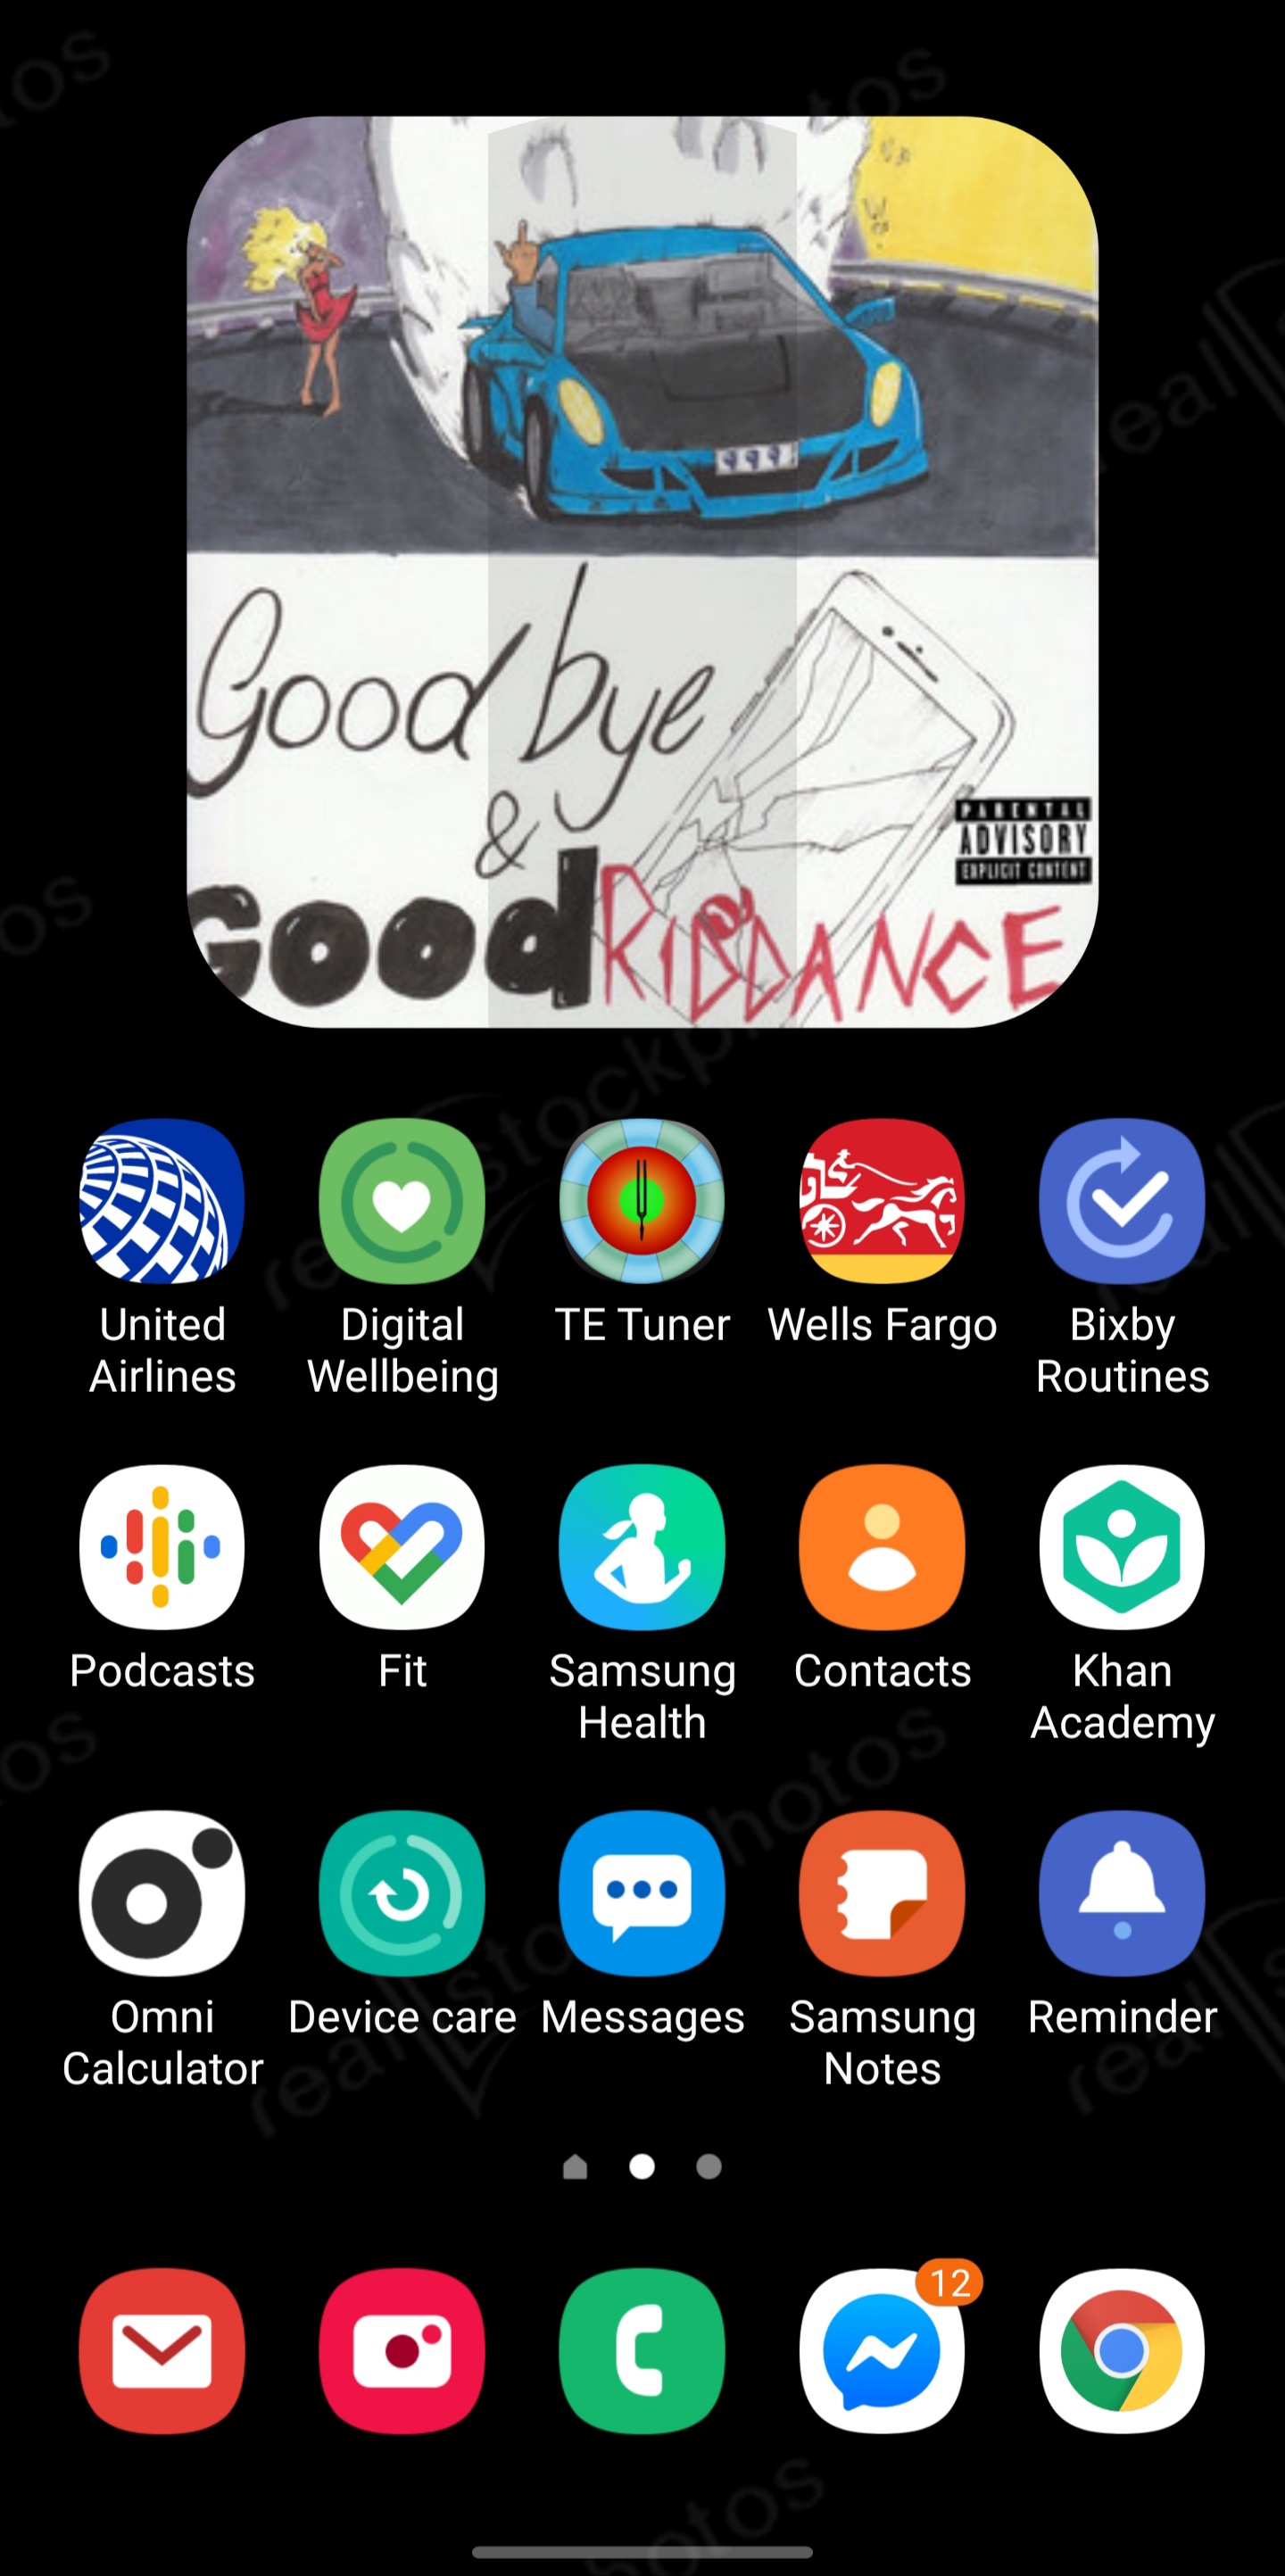 Good bye
&
Good RIDDANCE
PARENTAL
ADVISORY
EXPLICIT CONTENT
999
United
Airlines
Digital
Wellbeing
TE Tuner
Wells Fargo
Bixby
Routines
Podcasts
Fit
Samsung
Health
Contacts
Khan
Academy
Omni
Calculator
Device care
Messages
Samsung
Notes
Reminder
12